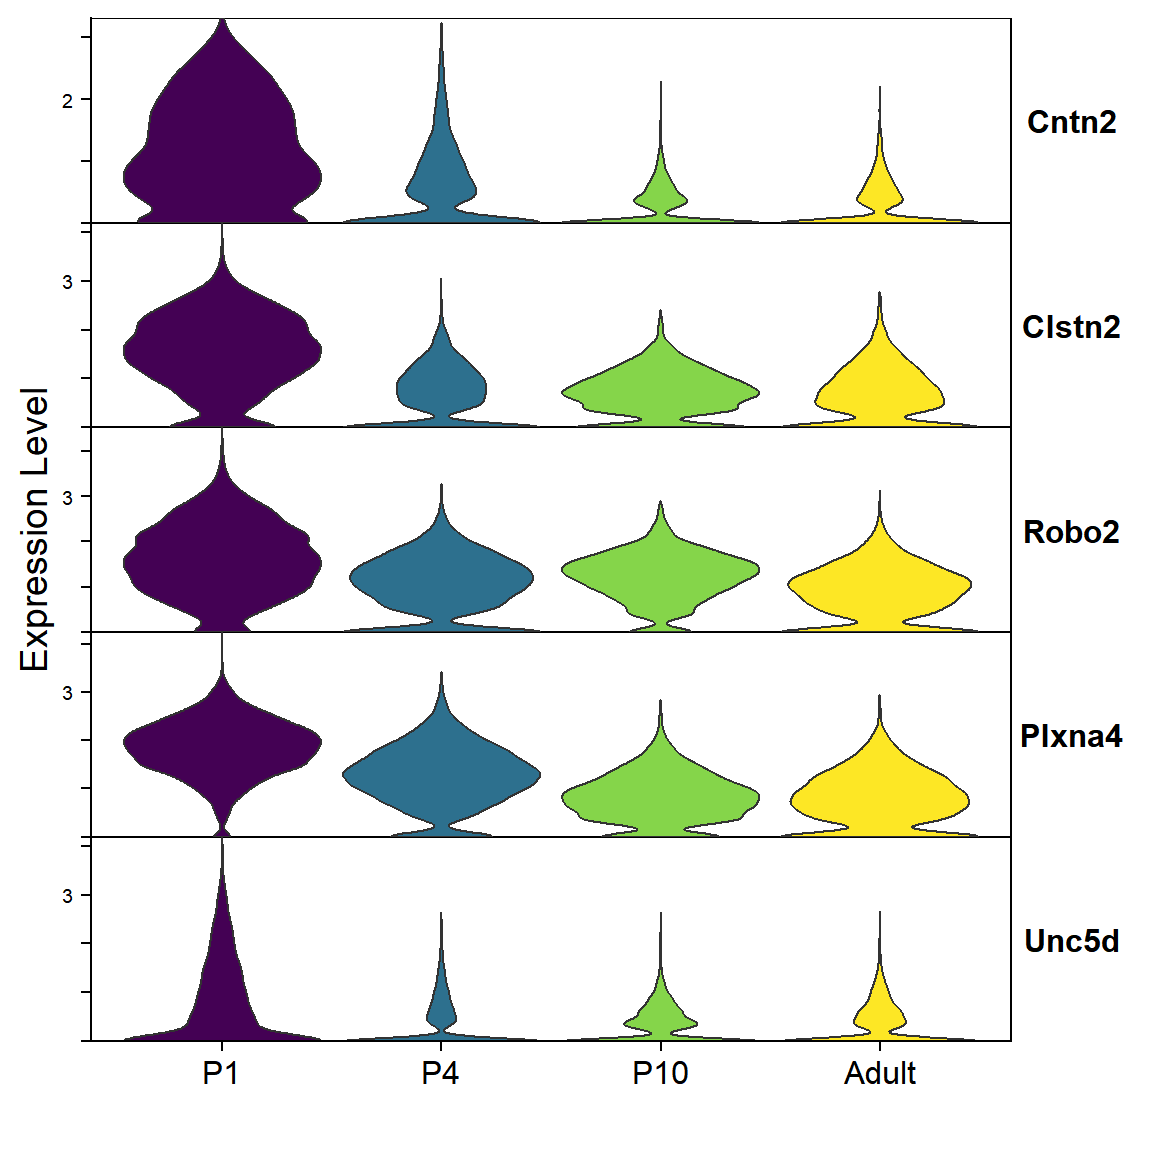 Expression Level
2
Cntn2
3
Clstn2
3
Robo2
3
Plxna4
3
Unc5d
P1 P4 P10 Adult